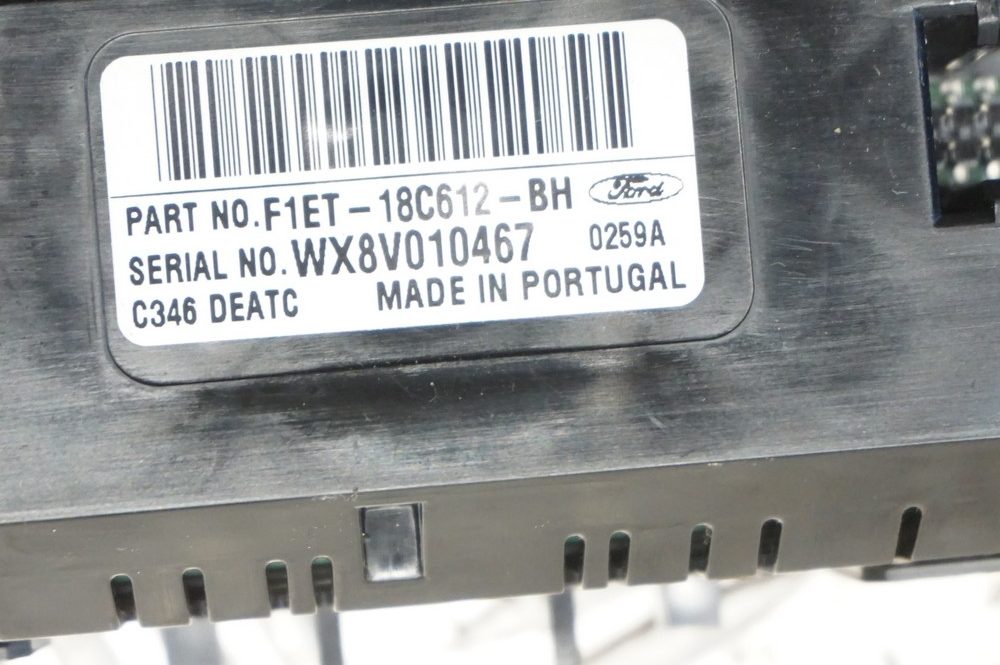 PART NO. F1ET-18C612-BH Ford
SERIAL NO. WX8V010467 0259A
C346 DEATC MADE IN PORTUGAL